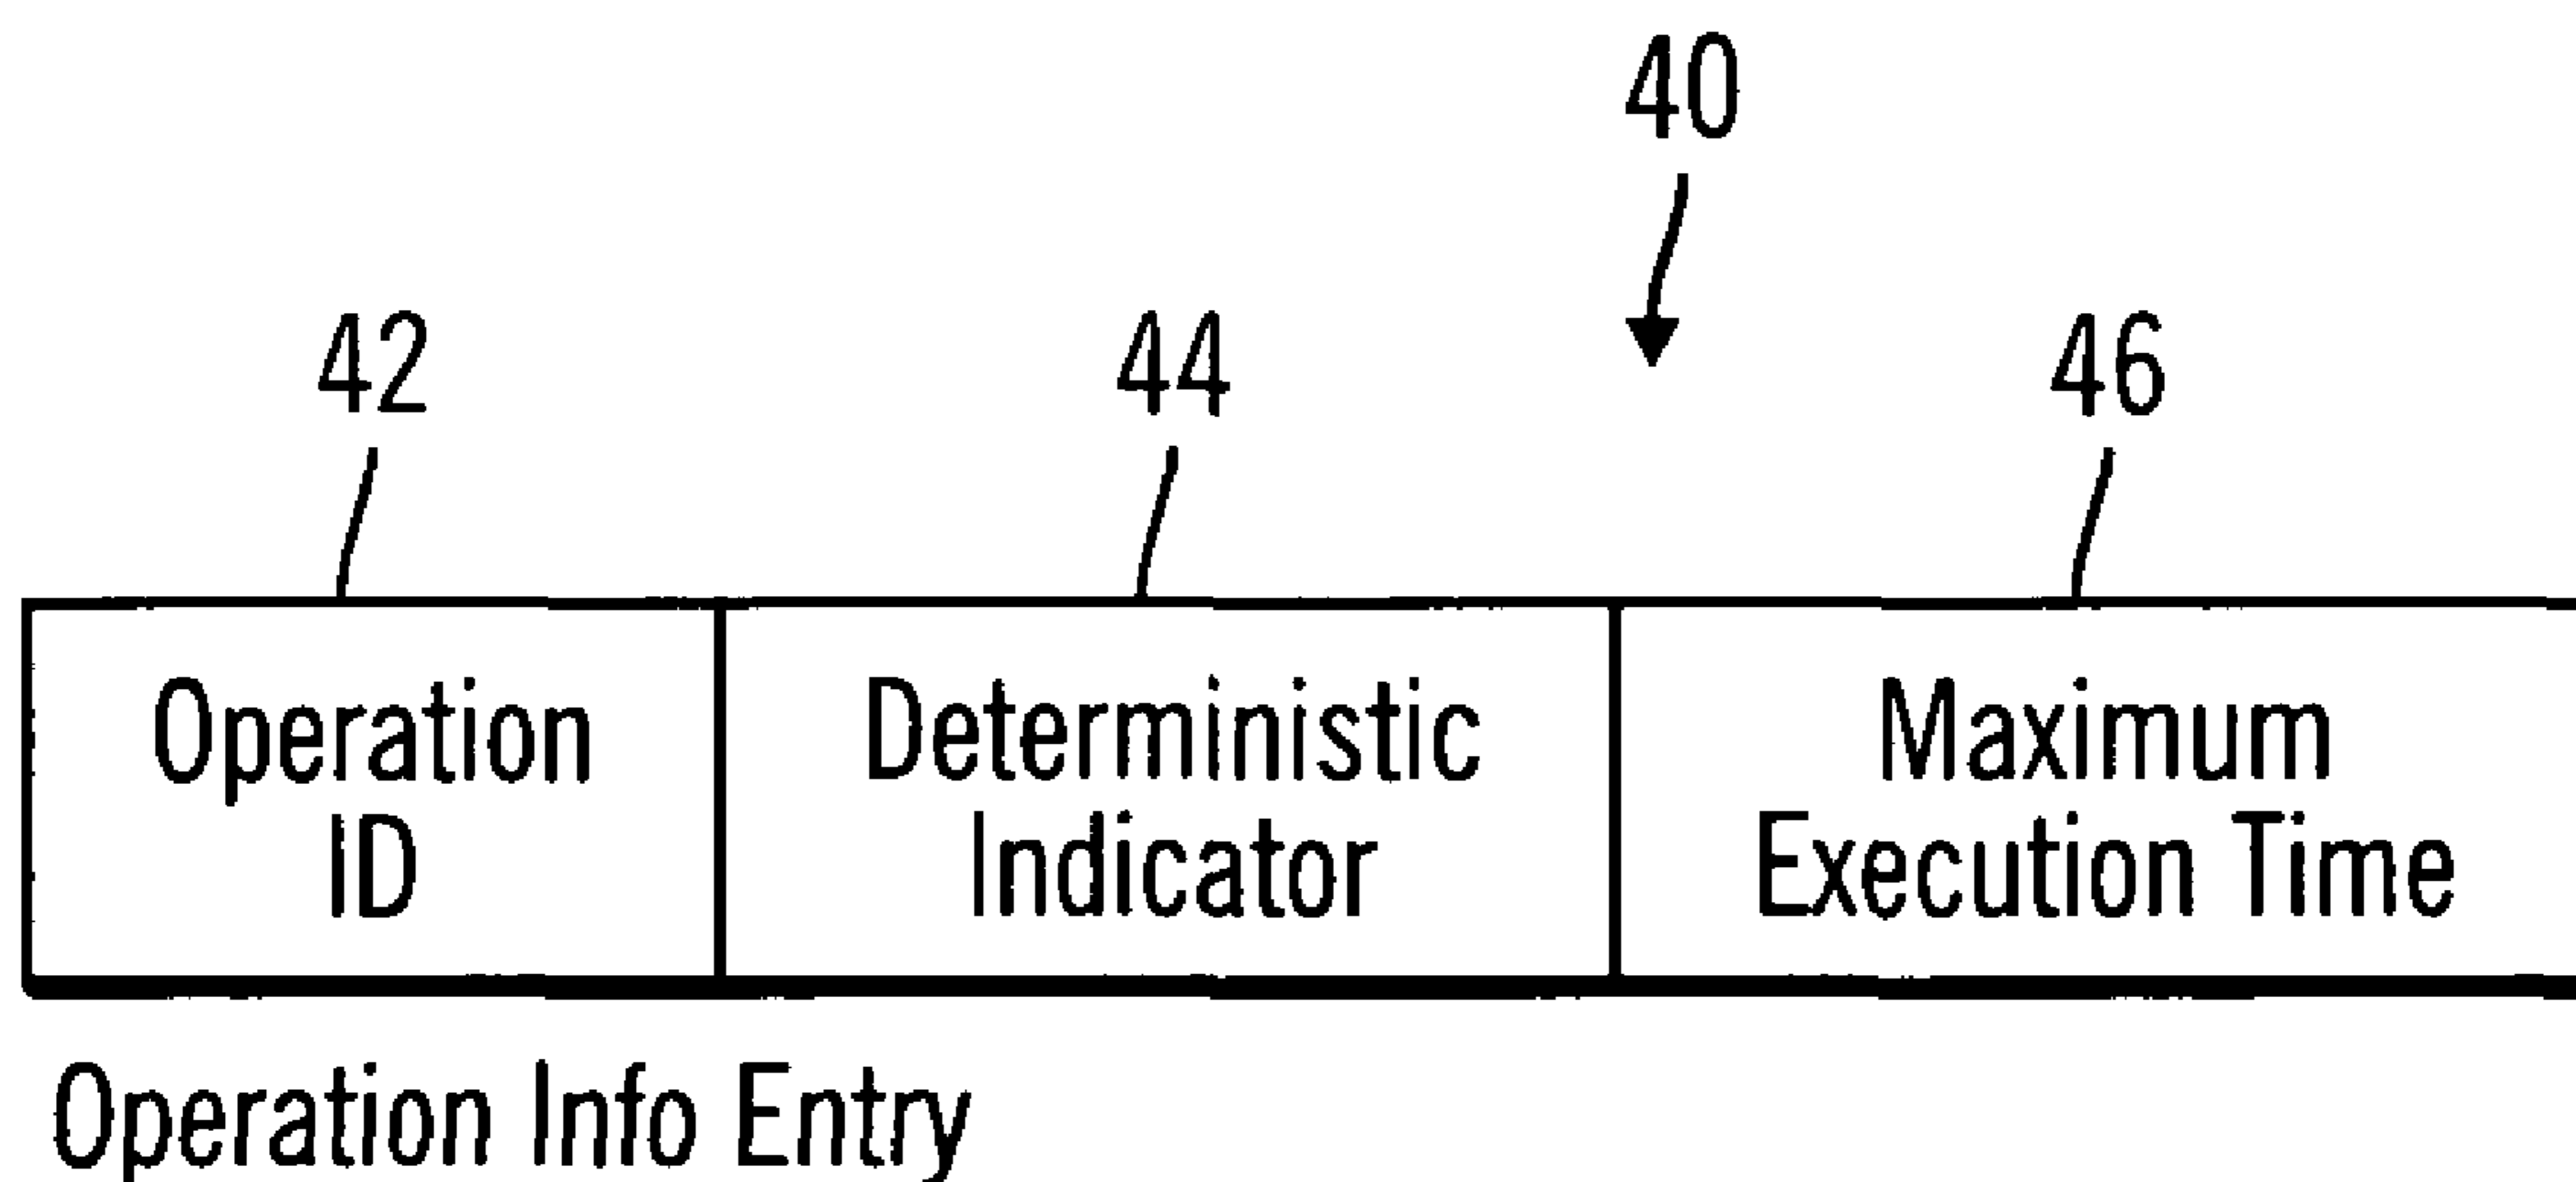 40
42
44
46
Operation
ID
Deterministic
Indicator
Maximum
Execution Time
Operation Info Entry